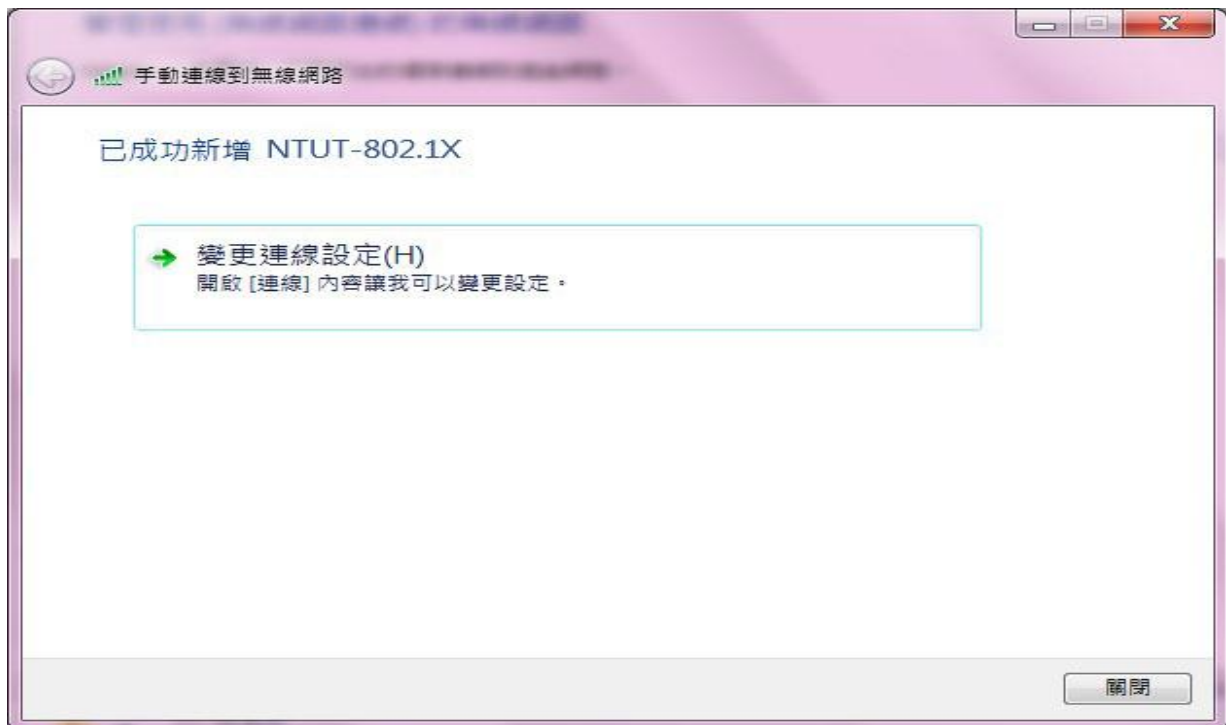 手動連線到無線網路
已成功新增 NTUT-802.1X
變更連線設定(H)
開啟 [連線] 內容讓我可以變更設定。
關閉